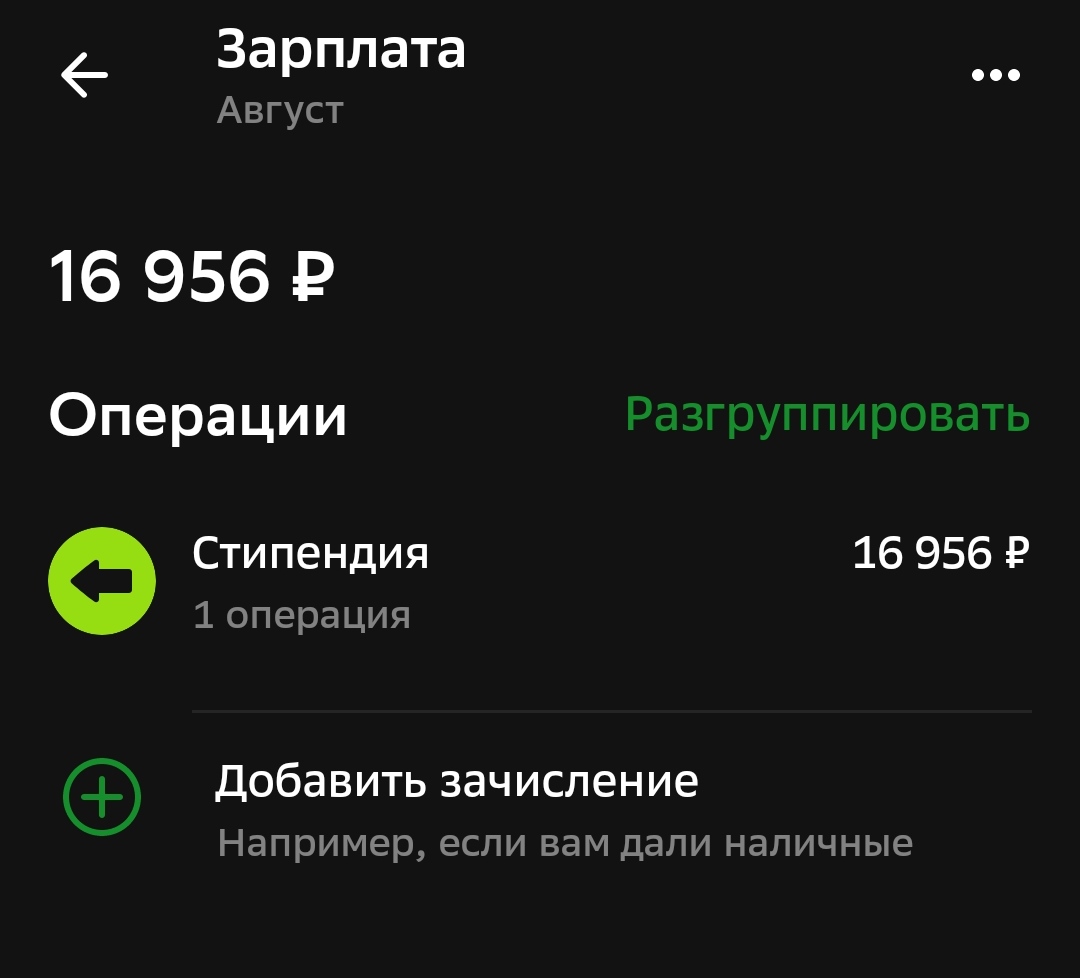 Зарплата
Август
16 956 ₽
Операции
Разгруппировать
Стипендия
16 956 ₽
1 операция
Добавить зачисление
Например, если вам дали наличные